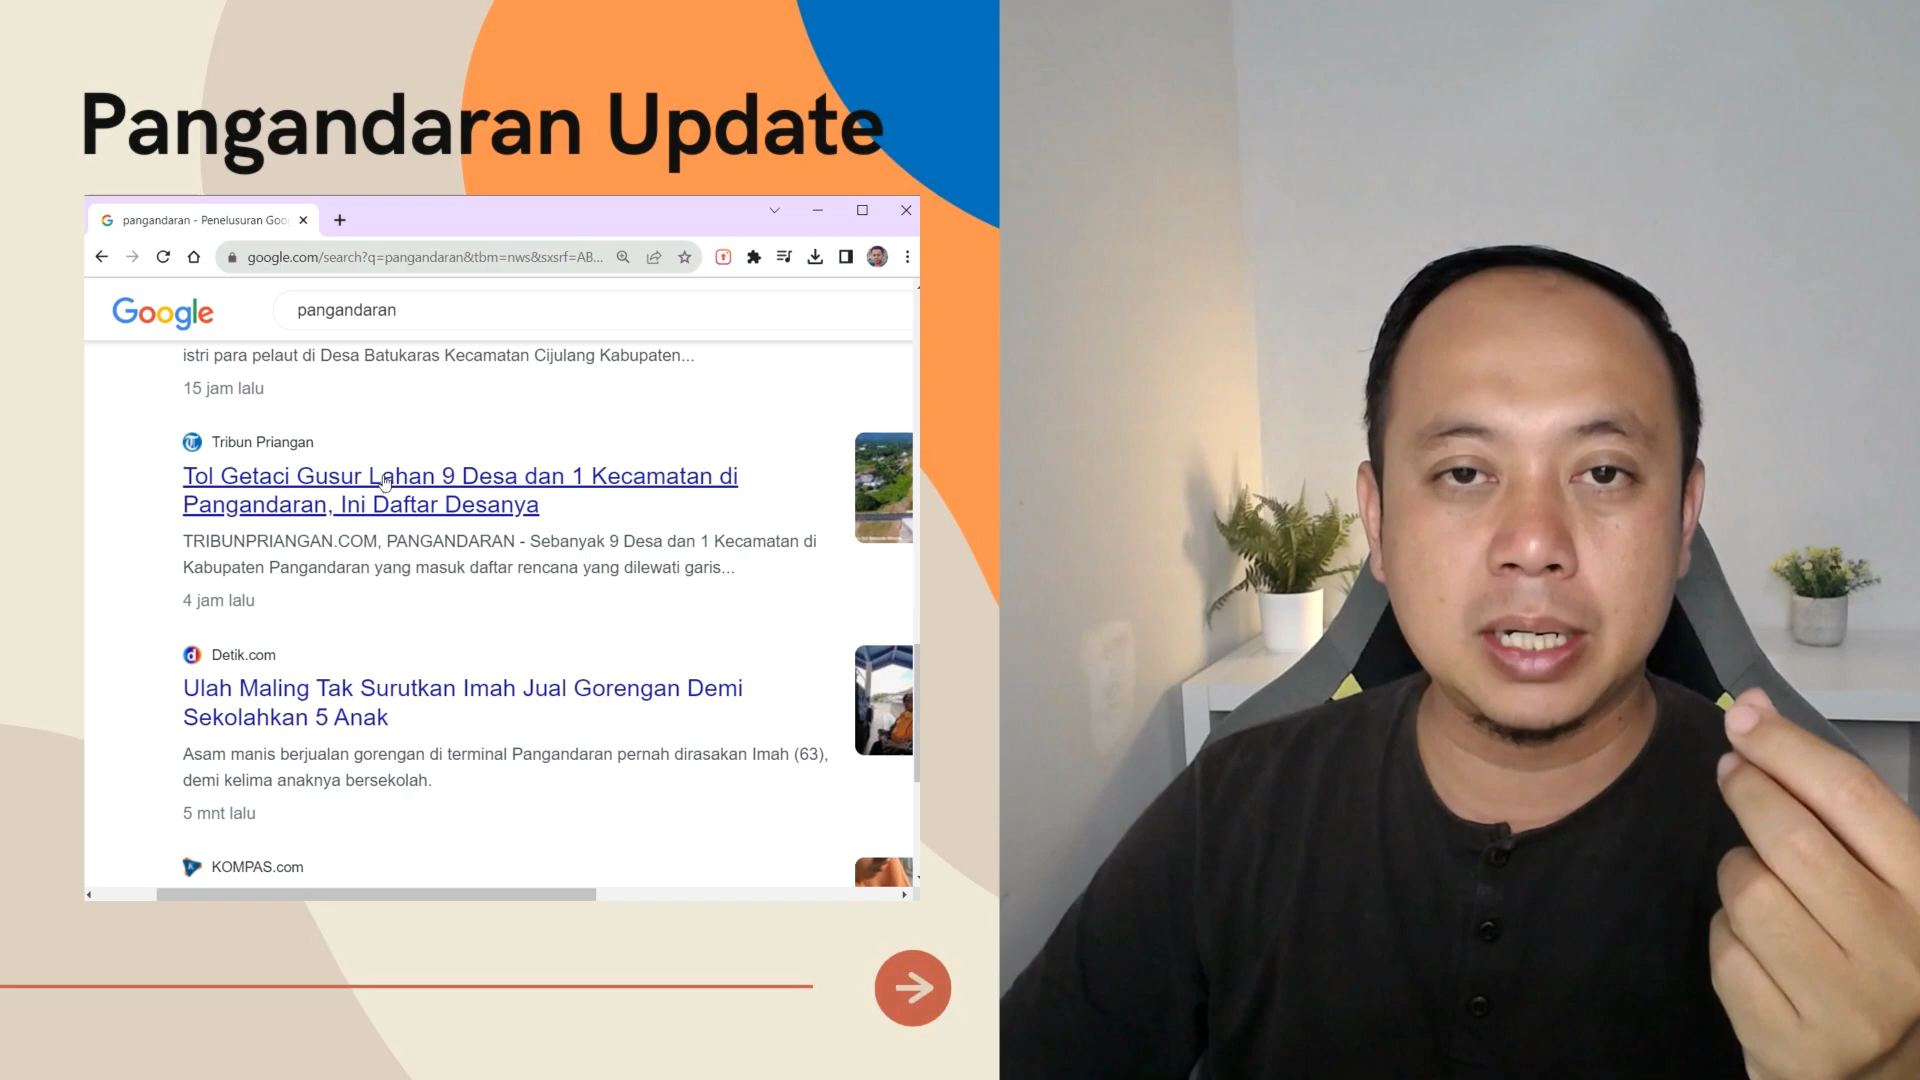 Pangandaran Update
pangandaran - Penelusuran Goo
google.com/search?q=pangandaran&tbm=nws&sxsrf=AB...
Google
pangandaran
istri para pelaut di Desa Batukaras Kecamatan Cijulang Kabupaten...
15 jam lalu
Tribun Priangan
Tol Getaci Gusur Lahan 9 Desa dan 1 Kecamatan di
Pangandaran, Ini Daftar Desanya
TRIBUNPRIANGAN.COM, PANGANDARAN - Sebanyak 9 Desa dan 1 Kecamatan di
Kabupaten Pangandaran yang masuk daftar rencana yang dilewati garis...
4 jam lalu
Detik.com
Ulah Maling Tak Surutkan Imah Jual Gorengan Demi
Sekolahkan 5 Anak
Asam manis berjualan gorengan di terminal Pangandaran pernah dirasakan Imah (63),
demi kelima anaknya bersekolah.
5 mnt lalu
KOMPAS.com